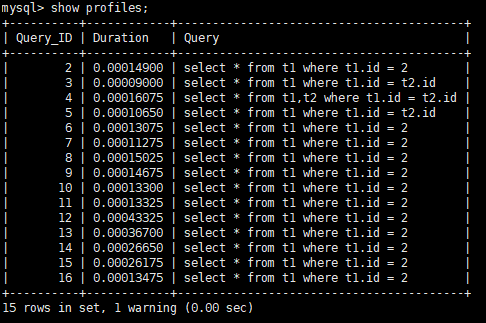 mysql> show profiles;
+----------+------------+---------------------------------------+
| Query_ID | Duration   | Query                                 |
+----------+------------+---------------------------------------+
|        2 | 0.00014900 | select * from t1 where t1.id = 2      |
|        3 | 0.00009000 | select * from t1 where t1.id = t2.id  |
|        4 | 0.00016075 | select * from t1,t2 where t1.id = t2.id |
|        5 | 0.00010650 | select * from t1 where t1.id = t2.id  |
|        6 | 0.00013075 | select * from t1 where t1.id = 2      |
|        7 | 0.00011275 | select * from t1 where t1.id = 2      |
|        8 | 0.00015025 | select * from t1 where t1.id = 2      |
|        9 | 0.00014675 | select * from t1 where t1.id = 2      |
|       10 | 0.00013300 | select * from t1 where t1.id = 2      |
|       11 | 0.00013325 | select * from t1 where t1.id = 2      |
|       12 | 0.00043325 | select * from t1 where t1.id = 2      |
|       13 | 0.00036700 | select * from t1 where t1.id = 2      |
|       14 | 0.00026650 | select * from t1 where t1.id = 2      |
|       15 | 0.00026175 | select * from t1 where t1.id = 2      |
|       16 | 0.00013475 | select * from t1 where t1.id = 2      |
+----------+------------+---------------------------------------+
15 rows in set, 1 warning (0.00 sec)